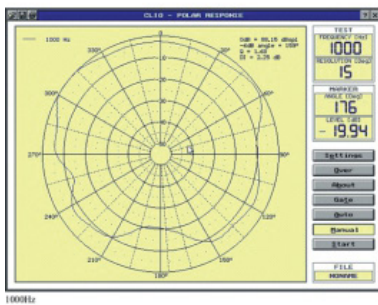 CLIO - POLAR RESPONSE
1000 Hz
0
330°
30°
300°
270°
90°
240°
120°
210°
150°
180°
TEST
FREQUENCY [Hz]
1000
RESOLUTION [Deg]
15
MARKER
ANGLE [Deg]
176
LEVEL [dB]
-19.94
Settings
Over
About
Gate
Auto
Manual
Start
FILE
NONAME
1000Hz